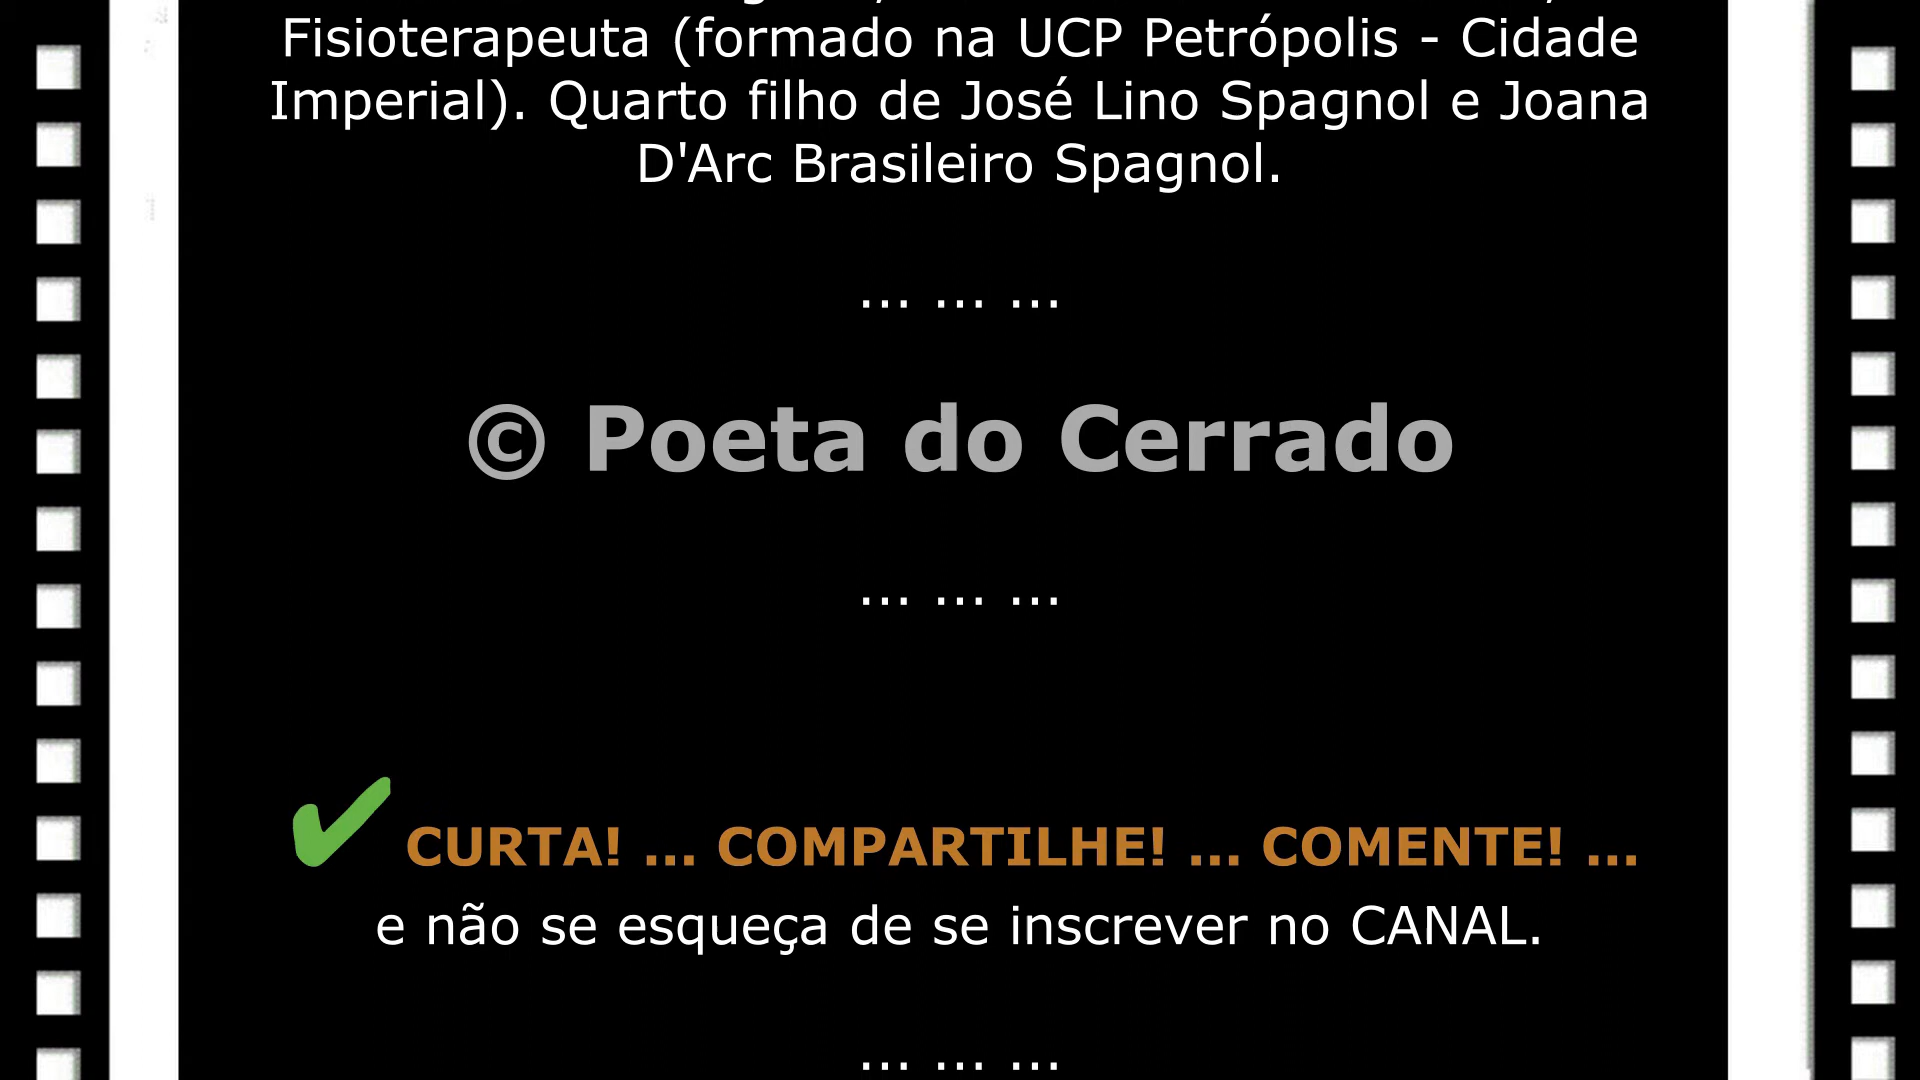 Fisioterapeuta (formado na UCP Petrópolis - Cidade
Imperial). Quarto filho de José Lino Spagnol e Joana
D'Arc Brasileiro Spagnol.
... ... ...
© Poeta do Cerrado
... ... ...
✔ CURTA! ... COMPARTILHE! ... COMENTE! ...
e não se esqueça de se inscrever no CANAL.
... ... ...